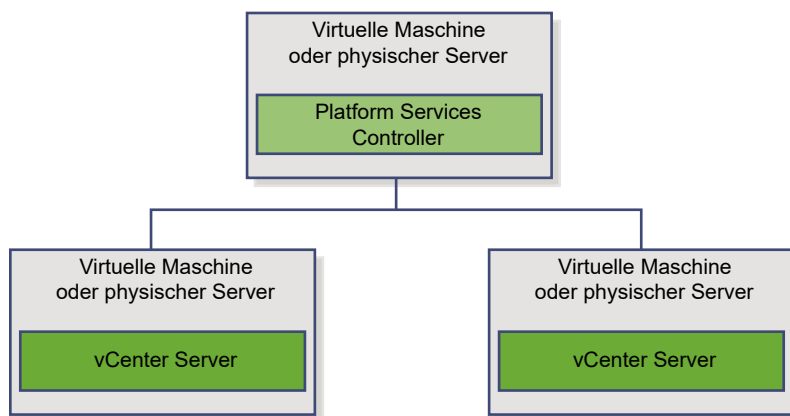 Virtuelle Maschine
oder physischer Server
Platform Services
Controller
Virtuelle Maschine
oder physischer Server
vCenter Server
Virtuelle Maschine
oder physischer Server
vCenter Server